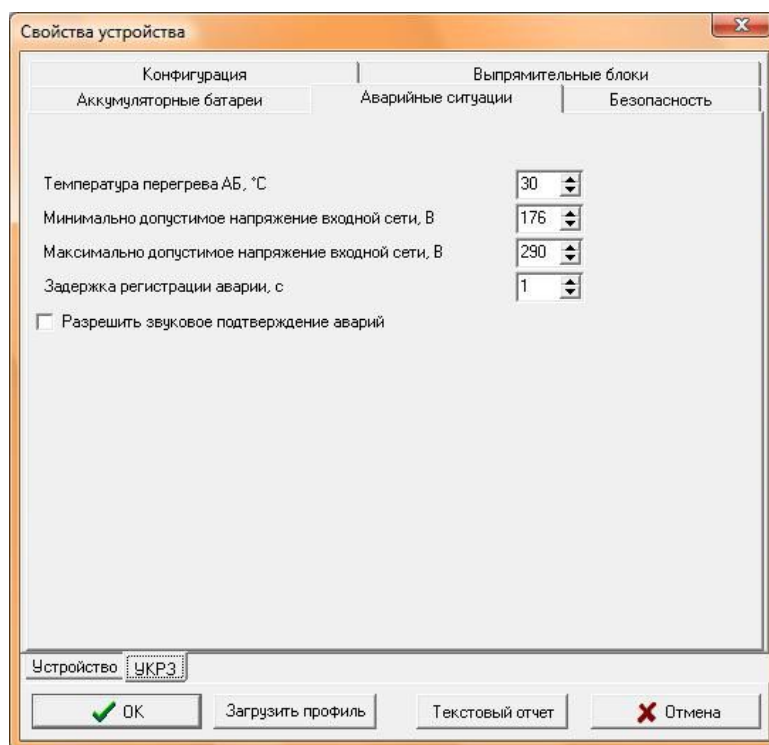 Свойства устройства
Конфигурация
Выпрямительные блоки
Аккумуляторные батареи
Аварийные ситуации
Безопасность
Температура перегрева АБ, °С
30
Минимально допустимое напряжение входной сети, В
176
Максимально допустимое напряжение входной сети, В
290
Задержка регистрации аварии, с
1
Разрешить звуковое подтверждение аварий
Устройство
УКРЗ
OK
Загрузить профиль
Текстовый отчет
Отмена